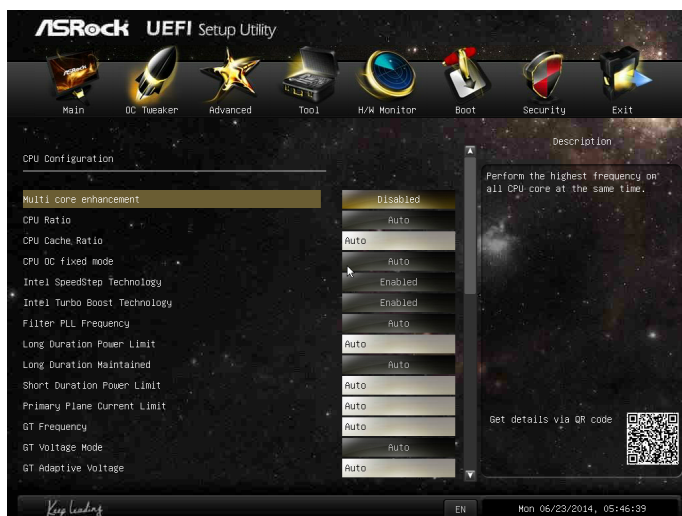 ASRock UEFI Setup Utility
ASRock
Main
OC Tweaker
Advanced
Tool
H/W Monitor
Boot
Security
Exit
CPU Configuration
Multi core enhancement Disabled
CPU Ratio Auto
CPU Cache Ratio Auto
CPU OC fixed mode Auto
Intel SpeedStep Technology Enabled
Intel Turbo Boost Technology Enabled
Filter PLL Frequency Auto
Long Duration Power Limit Auto
Long Duration Maintained Auto
Short Duration Power Limit Auto
Primary Plane Current Limit Auto
GT Frequency Auto
GT Voltage Mode Auto
GT Adaptive Voltage Auto
Description
Perform the highest frequency on
all CPU core at the same time.
Get details via QR code
Keep Leading
EN
Mon 06/23/2014, 05:46:39